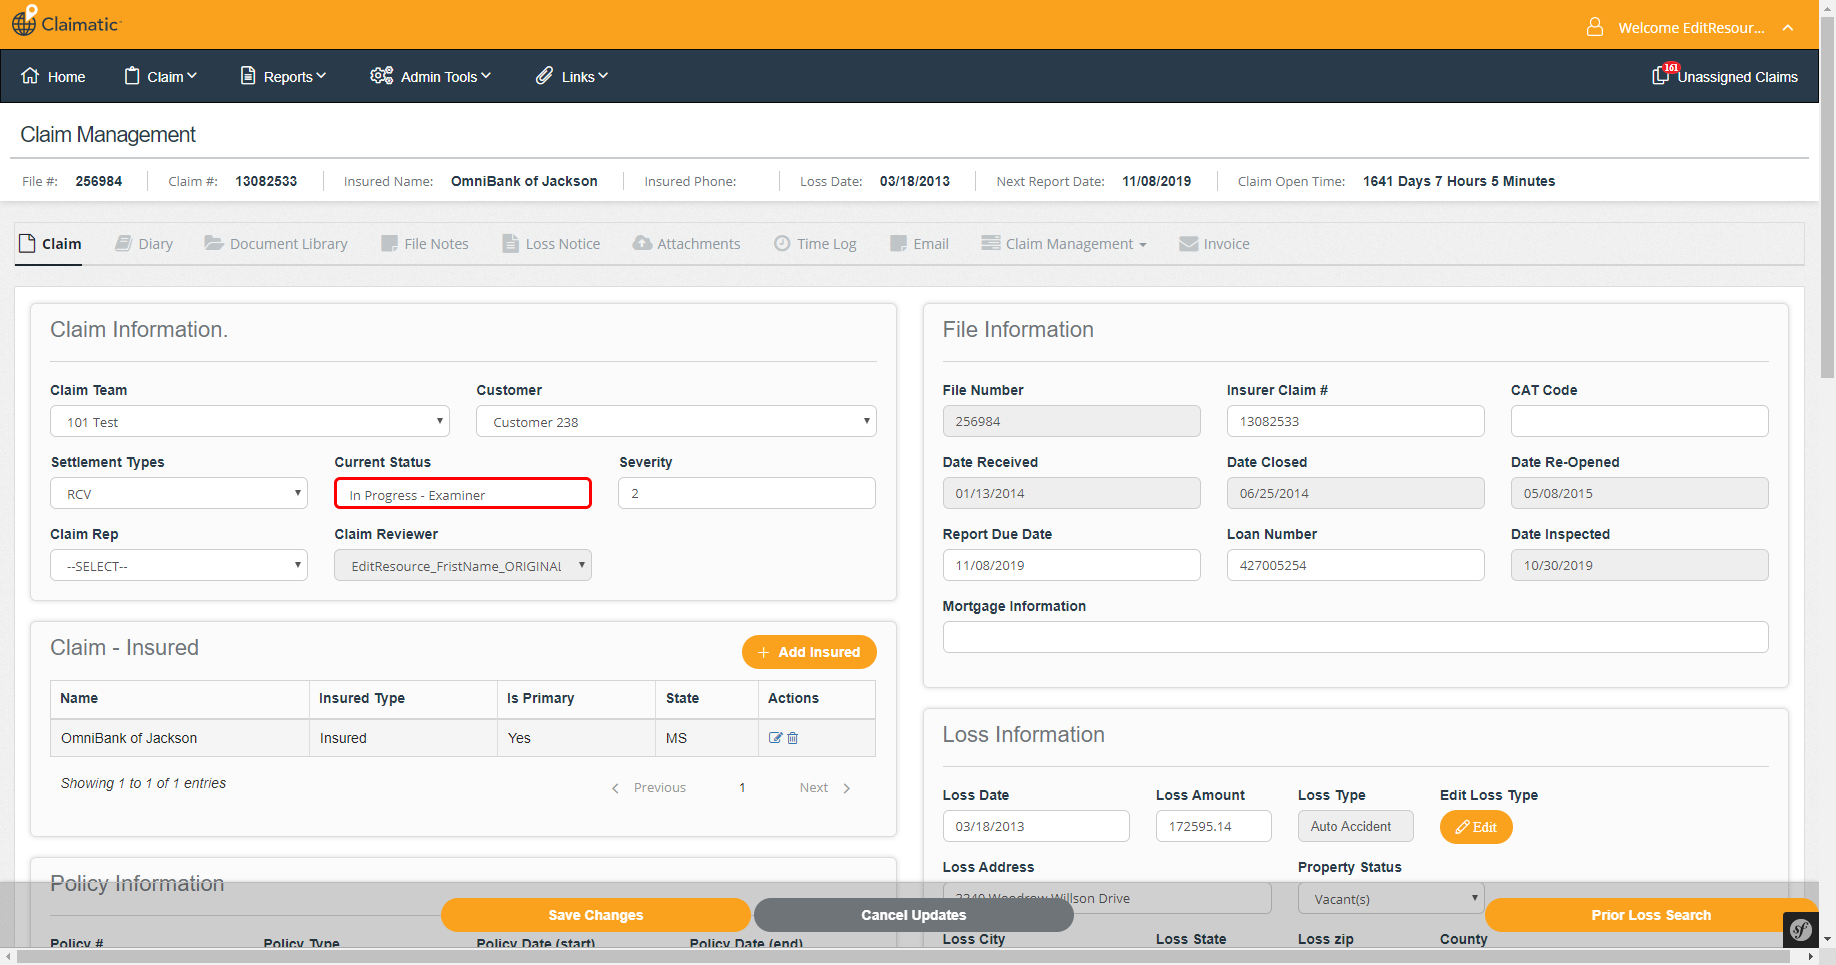 Claimatic
Welcome EditResour...
Home Claim Reports Admin Tools Links 161 Unassigned Claims
Claim Management
File #: 256984 Claim #: 13082533 Insured Name: OmniBank of Jackson Insured Phone: Loss Date: 03/18/2013 Next Report Date: 11/08/2019 Claim Open Time: 1641 Days 7 Hours 5 Minutes
Claim Diary Document Library File Notes Loss Notice Attachments Time Log Email Claim Management Invoice
Claim Information.
Claim Team Customer
101 Test Customer 238
Settlement Types Current Status Severity
RCV In Progress - Examiner 2
Claim Rep Claim Reviewer
--SELECT-- EditResource_FristName_ORIGINAL
File Information
File Number Insurer Claim # CAT Code
256984 13082533
Date Received Date Closed Date Re-Opened
01/13/2014 06/25/2014 05/08/2015
Report Due Date Loan Number Date Inspected
11/08/2019 427005254 10/30/2019
Mortgage Information
Claim - Insured
+ Add Insured
Name Insured Type Is Primary State Actions
OmniBank of Jackson Insured Yes MS
Showing 1 to 1 of 1 entries
Previous 1 Next
Loss Information
Loss Date Loss Amount Loss Type Edit Loss Type
03/18/2013 172595.14 Auto Accident Edit
Loss Address Property Status
2240 Woodrow Willson Drive Vacant(s)
Policy Information
Save Changes Cancel Updates Prior Loss Search
Policy # Policy Type Policy Date (start) Policy Date (end)
Loss City Loss State Loss zip County
sf